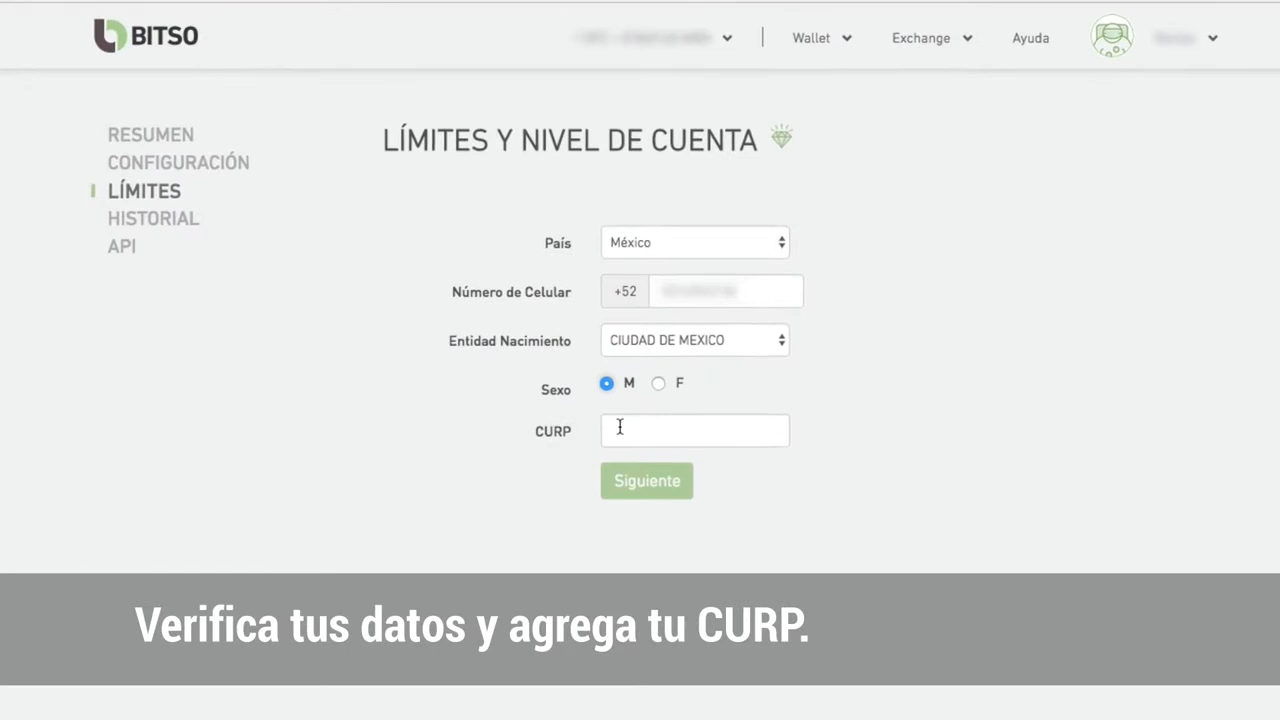 BITSO
Wallet
Exchange
Ayuda
RESUMEN
CONFIGURACIÓN
LÍMITES
HISTORIAL
API
LÍMITES Y NIVEL DE CUENTA
País México
Número de Celular +52
Entidad Nacimiento CIUDAD DE MEXICO
Sexo M F
CURP
Siguiente
Verifica tus datos y agrega tu CURP.